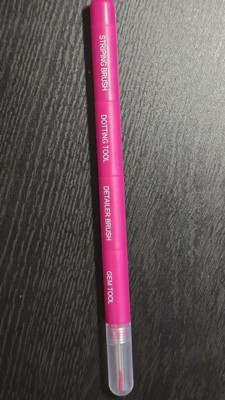 STRIPING BRUSH
DOTTING TOOL
DETAILER BRUSH
GEM TOOL